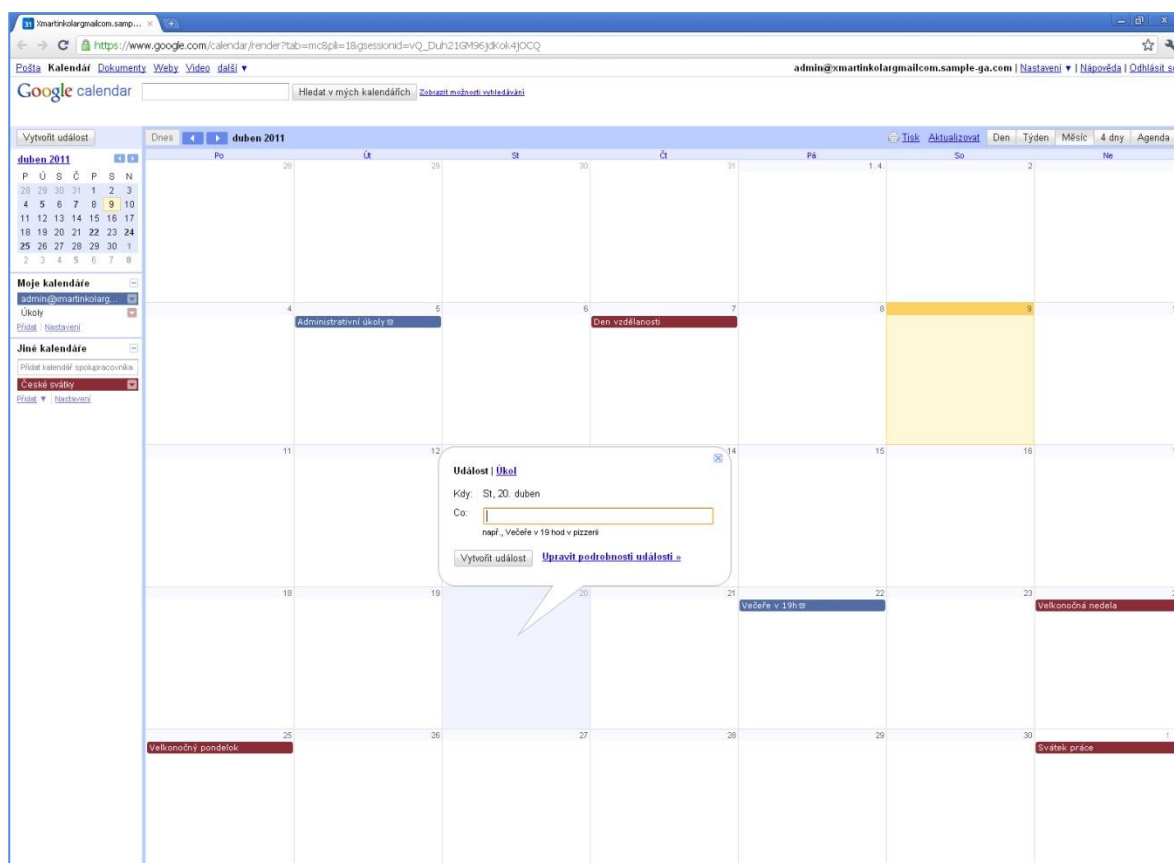 Xmartinkolargmailcom.samp...
https://www.google.com/calendar/render?tab=mc&pli=1&gsessionid=vQ_Duh21GM96jdKok4jOCQ
Pošta Kalendář Dokumenty Weby Video další ▼ admin@xmartinkolargmailcom.sample-ga.com | Nastavení ▼ | Nápověda | Odhlásit se
Google calendar Hledat v mých kalendářích Zobrazit možnosti vyhledávání
Vytvořit událost Dnes duben 2011 Tisk Aktualizovat Den Týden Měsíc 4 dny Agenda
duben 2011
P Ú S Č P S N
28 29 30 31 1 2 3
4 5 6 7 8 9 10
11 12 13 14 15 16 17
18 19 20 21 22 23 24
25 26 27 28 29 30 1
2 3 4 5 6 7 8
Moje kalendáře
admin@xmartinkolarg...
Úkoly
Přidat | Nastavení
Jiné kalendáře
Přidat kalendář spolupracovníka
České svátky
Přidat ▼ | Nastavení
Po Út St Čt Pá So Ne
28 29 30 31 1. 4. 2
4 5 6 7 8 9
Administrativní úkoly Den vzdělanosti
11 12 14 15 16
Událost | Úkol
Kdy: St, 20. duben
Co:
např., Večeře v 19 hod v pizzerii
Vytvořit událost Upravit podrobnosti události »
18 19 20 21 22 23
Večeře v 19h Velkonočná nedela
25 26 27 28 29 30 1.
Velkonočný pondelok Svátek práce